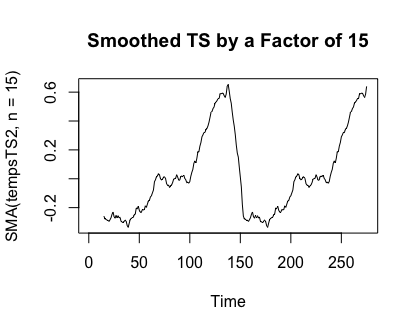 Smoothed TS by a Factor of 15
SMA(tempsTS2, n = 15)
0.6
0.2
-0.2
0 50 100 150 200 250
Time